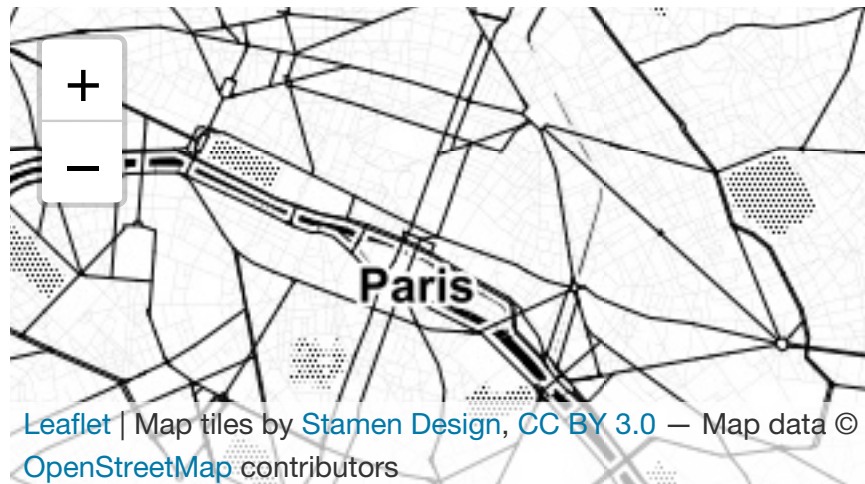 +
−
Paris
Leaflet | Map tiles by Stamen Design, CC BY 3.0 — Map data ©
OpenStreetMap contributors